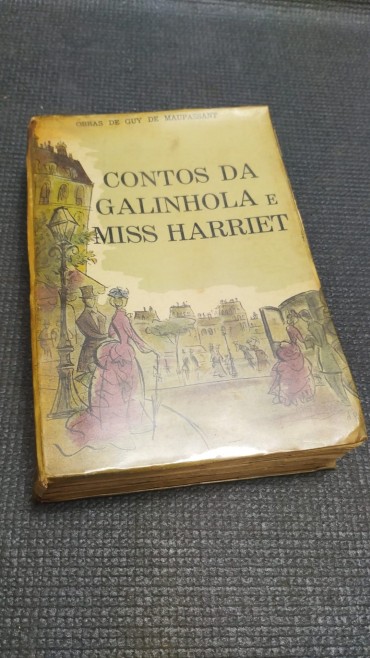 OBRAS DE GUY DE MAUPASSANT
CONTOS DA
GALINHOLA E
MISS HARRIET